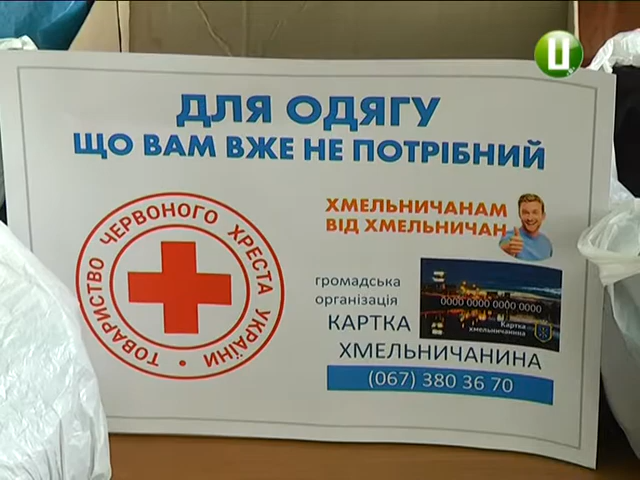 Ц
ДЛЯ ОДЯГУ
ЩО ВАМ ВЖЕ НЕ ПОТРІБНИЙ
ТОВАРИСТВО ЧЕРВОНОГО ХРЕСТА УКРАЇНИ
ХМЕЛЬНИЧАНАМ
ВІД ХМЕЛЬНИЧАН
громадська
організація
КАРТКА
ХМЕЛЬНИЧАНИНА
0000 0000 0000 0000
Картка
хмельничанина
(067) 380 36 70